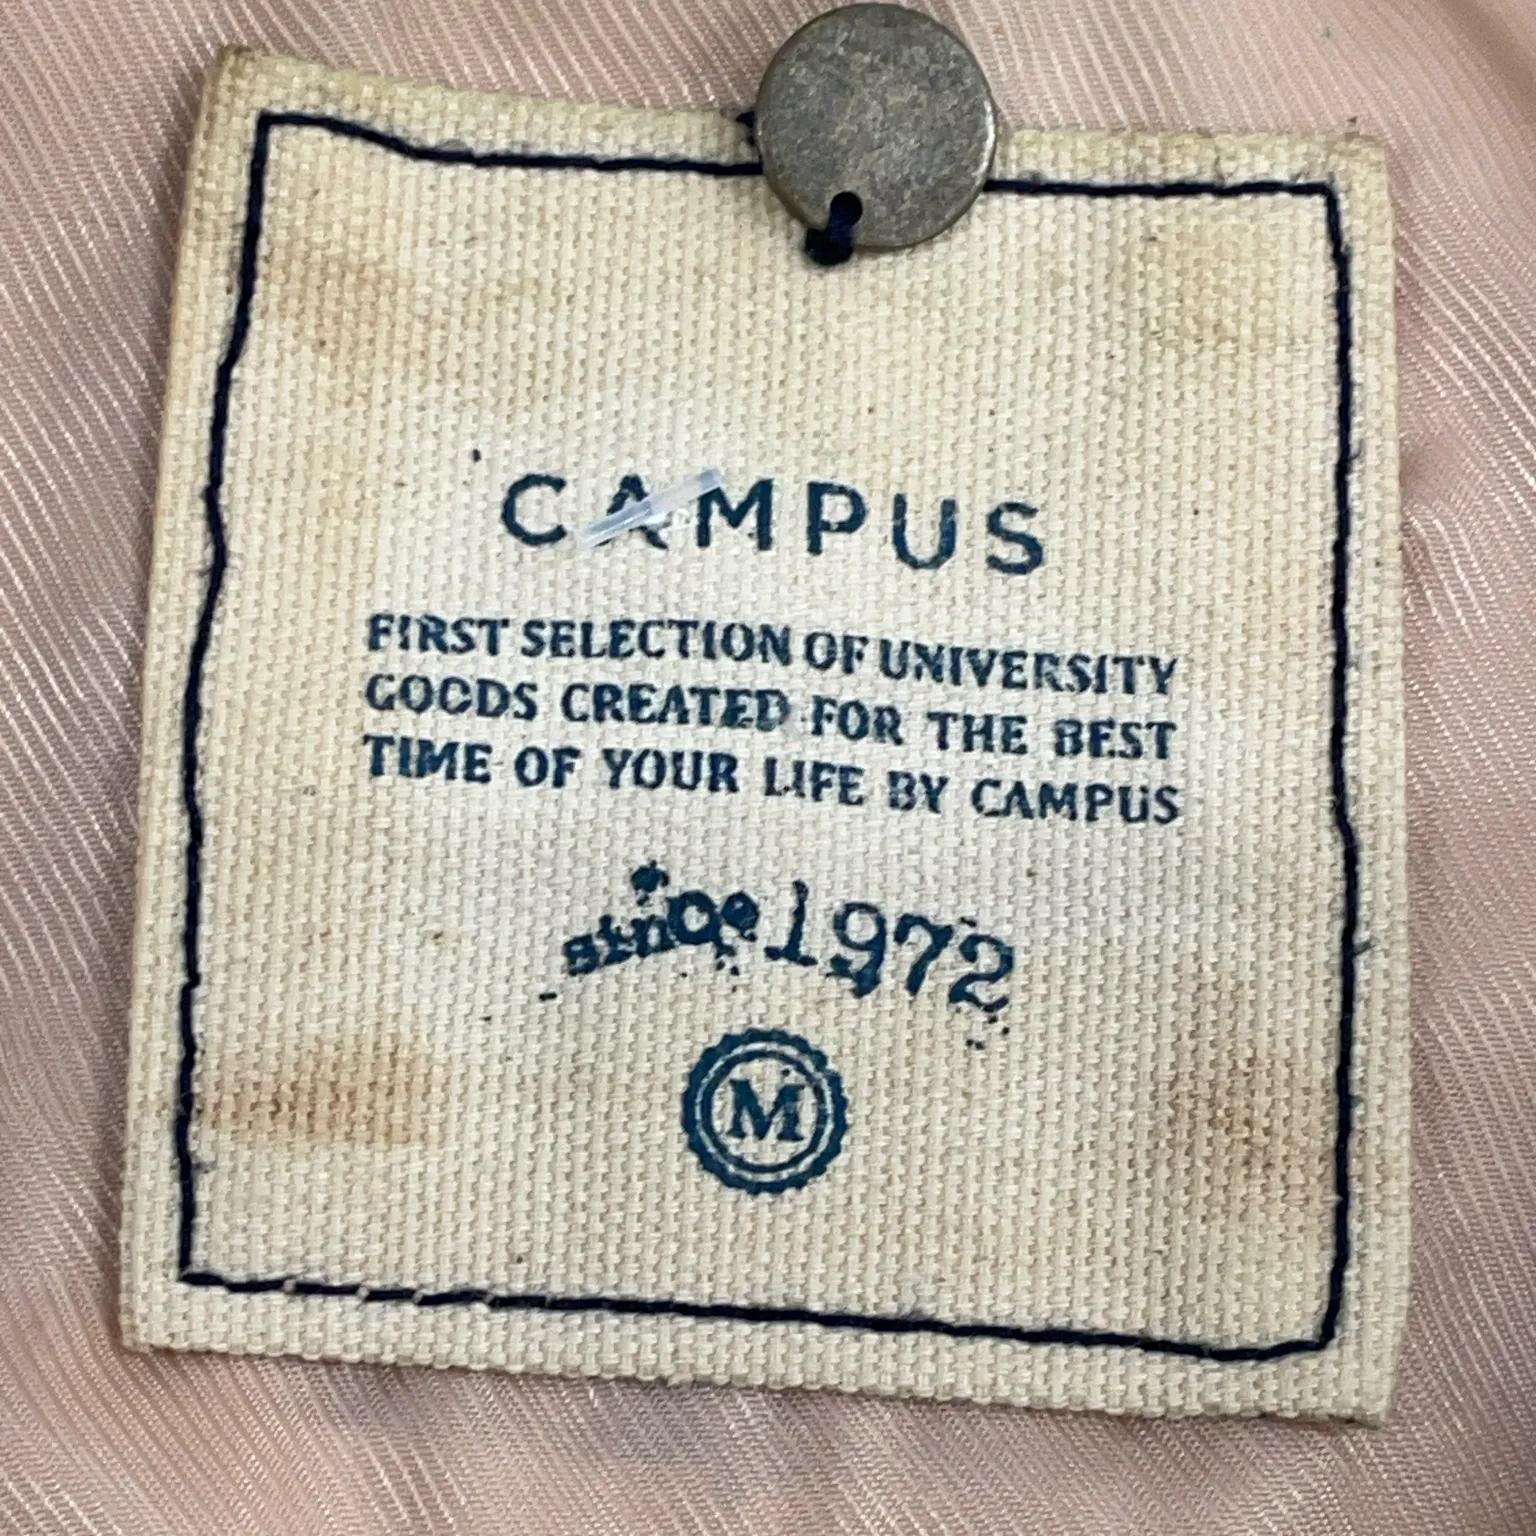 CAMPUS
FIRST SELECTION OF UNIVERSITY
GOODS CREATED FOR THE BEST
TIME OF YOUR LIFE BY CAMPUS
since 1972
M